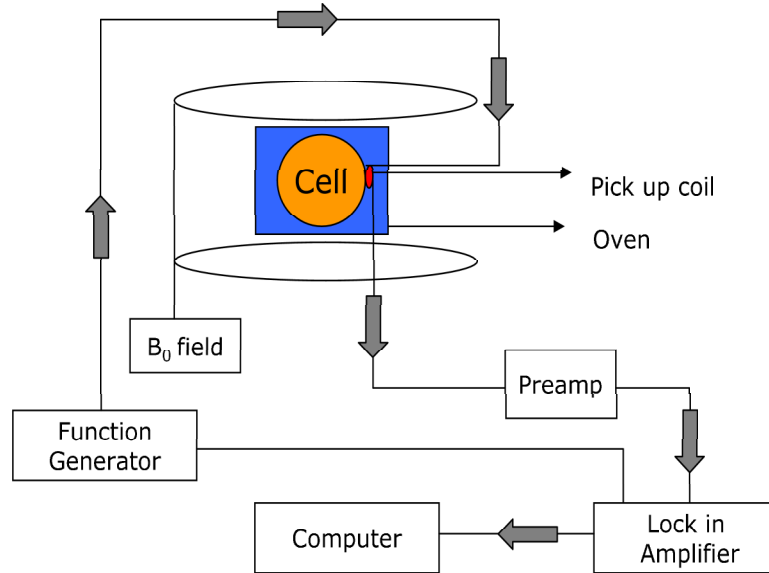 Cell
Pick up coil
Oven
B₀ field
Preamp
Function
Generator
Computer
Lock in
Amplifier